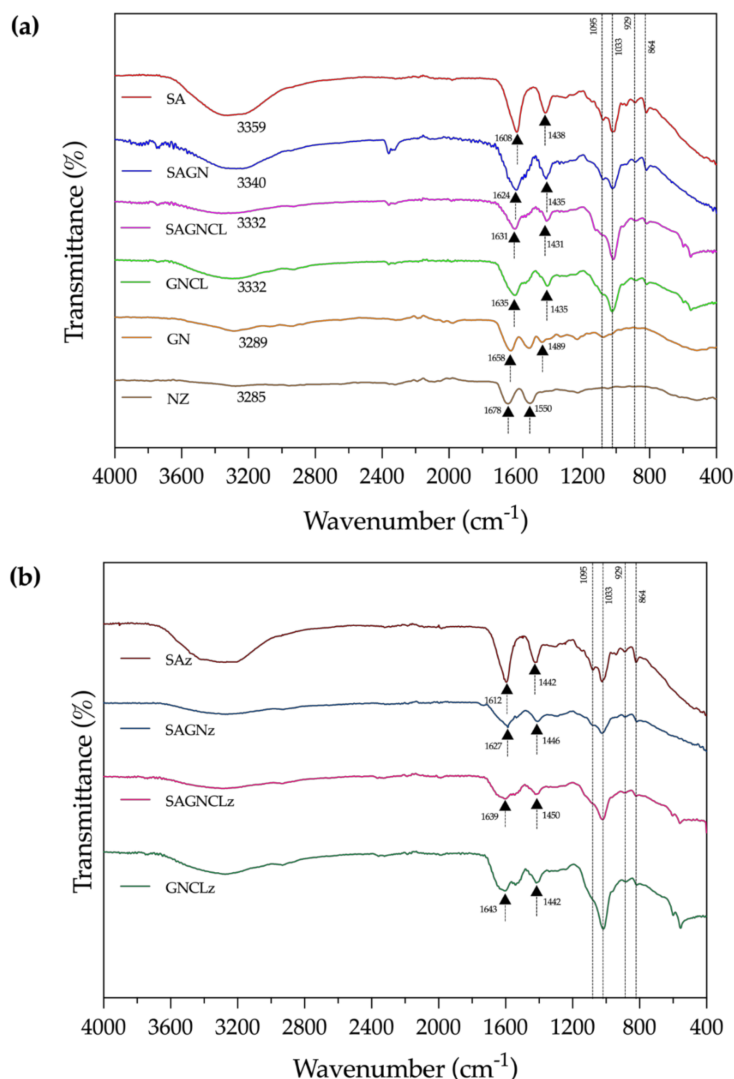 (a)
1095
1033
929
864
SA
3359
1608
1438
SAGN
3340
1624
1435
SAGNCL
3332
1631
1431
GNCL
3332
1635
1435
GN
3289
1658
1489
NZ
3285
1678
1550
Transmittance (%)
4000 3600 3200 2800 2400 2000 1600 1200 800 400
Wavenumber (cm-1)
(b)
1095
1033
929
864
SAz
1612
1442
SAGNz
1627
1446
SAGNCLz
1639
1450
GNCLz
1643
1442
Transmittance (%)
4000 3600 3200 2800 2400 2000 1600 1200 800 400
Wavenumber (cm-1)